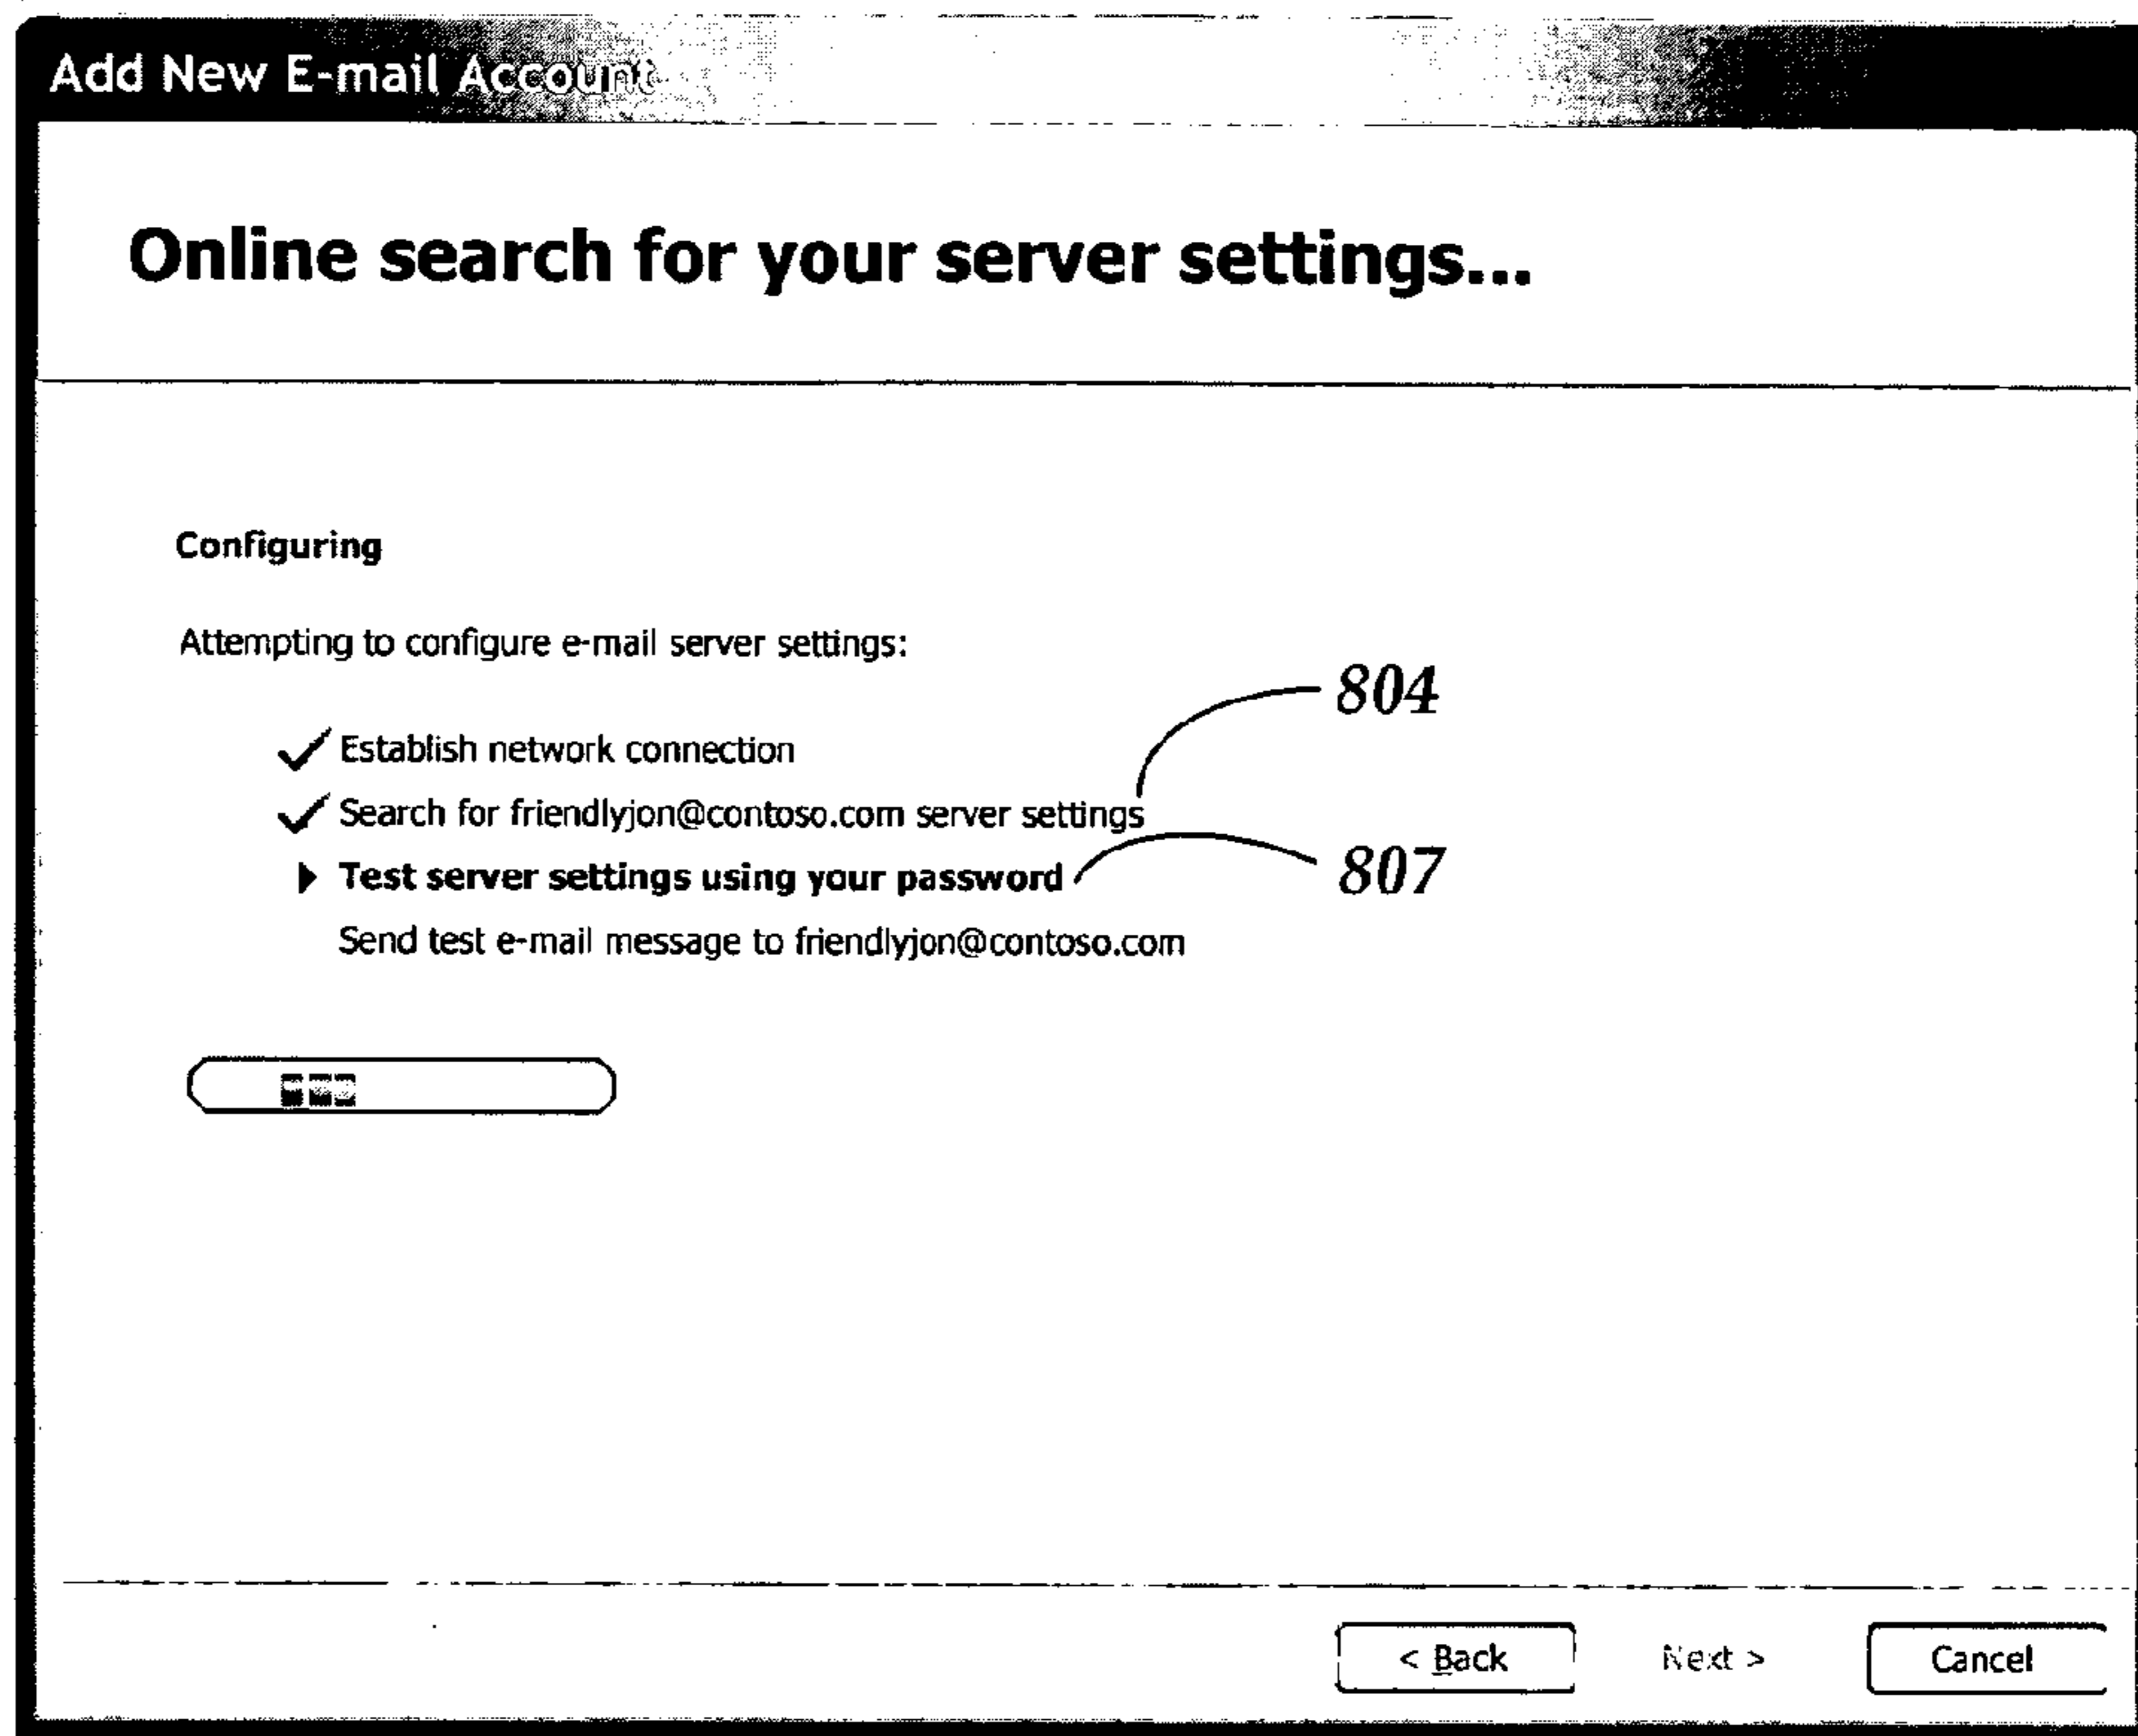 Add New E-mail Account
Online search for your server settings...
Configuring
Attempting to configure e-mail server settings:
804
Establish network connection
Search for friendlyjon@contoso.com server settings
Test server settings using your password
807
Send test e-mail message to friendlyjon@contoso.com
< Back Next > Cancel